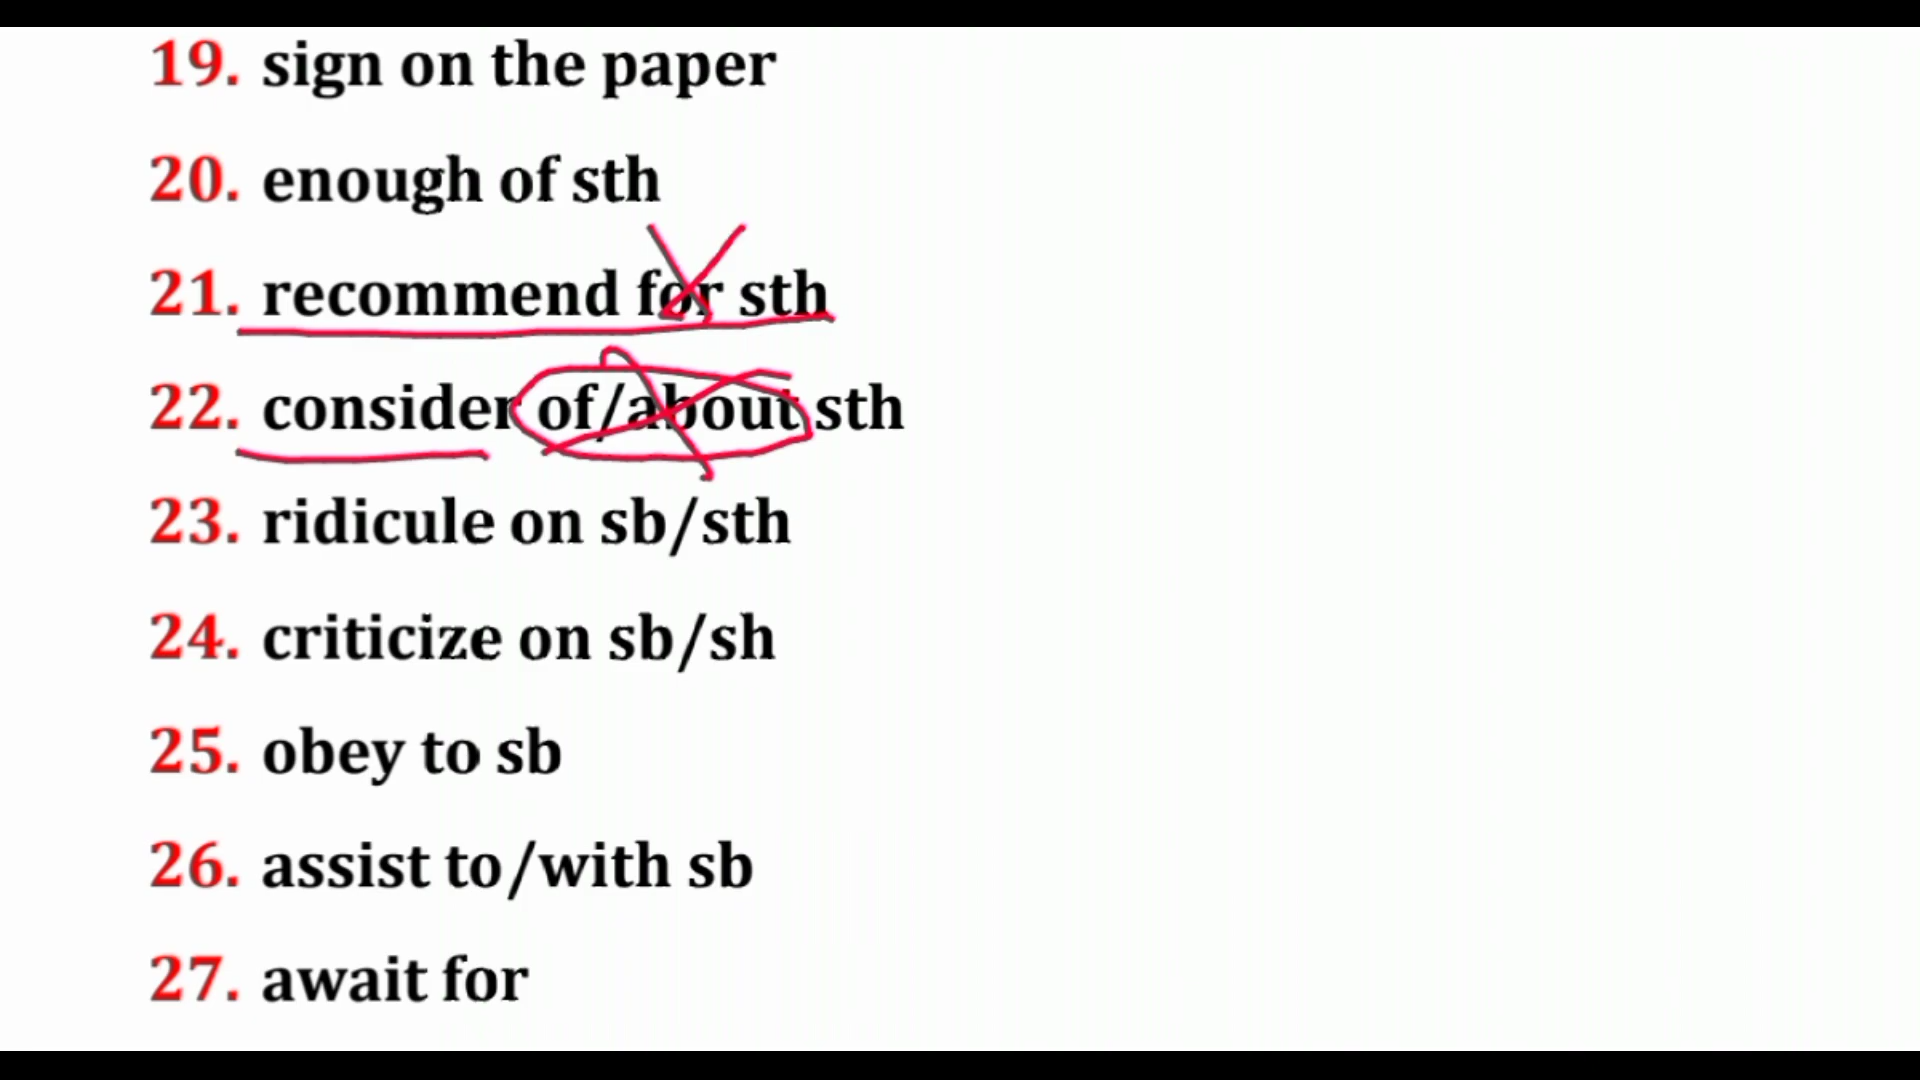 19. sign on the paper
20. enough of sth
21. recommend for sth
22. consider of/about sth
23. ridicule on sb/sth
24. criticize on sb/sh
25. obey to sb
26. assist to/with sb
27. await for